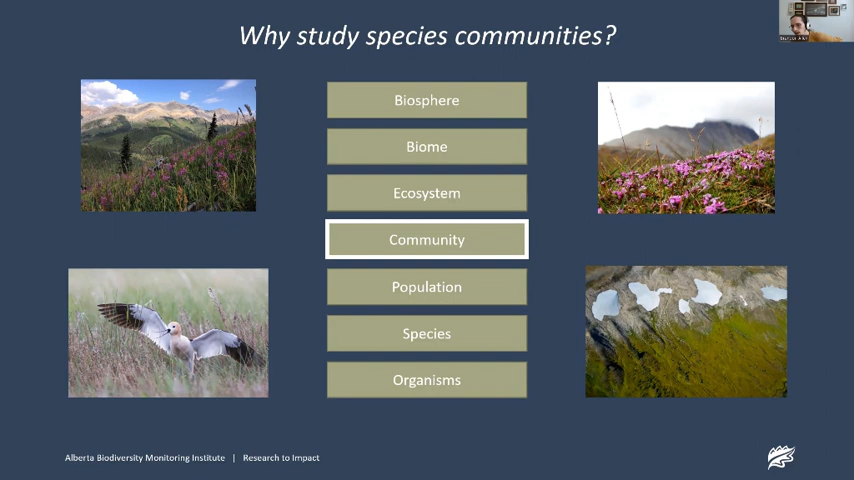 Why study species communities?
Biosphere
Biome
Ecosystem
Community
Population
Species
Organisms
Alberta Biodiversity Monitoring Institute | Research to Impact